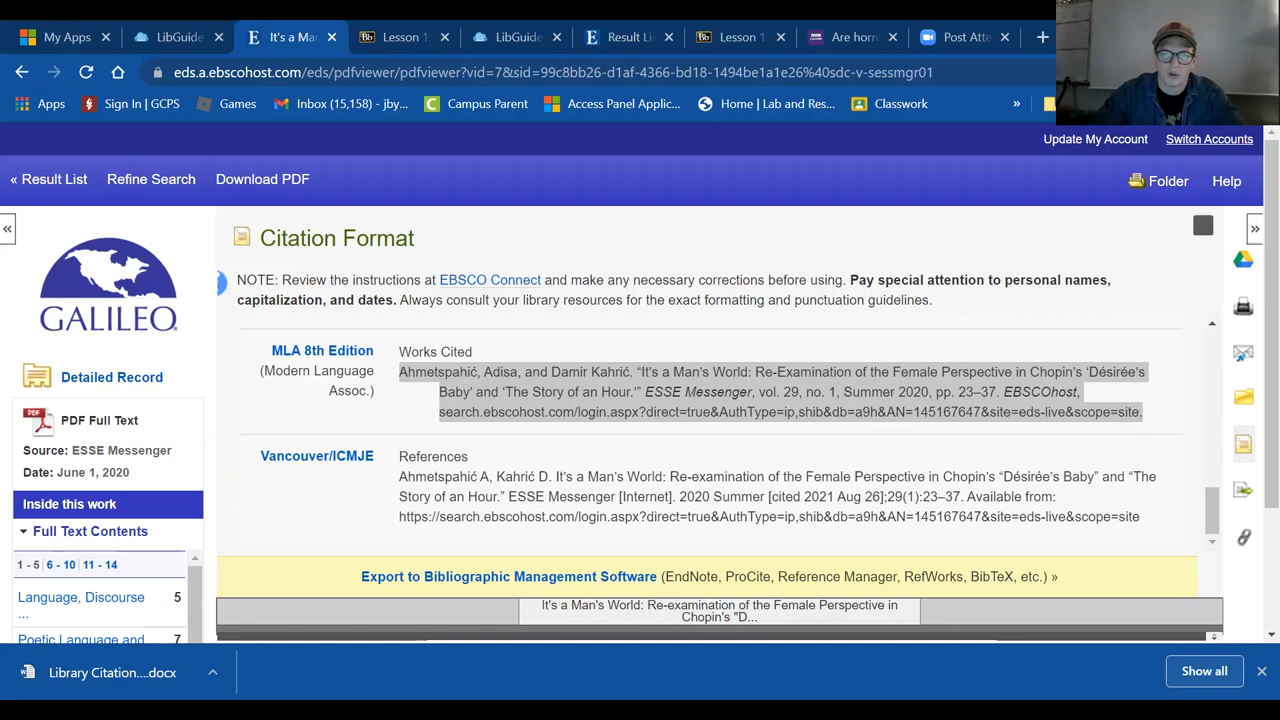 My Apps
LibGuide
It's a Ma
Lesson 1
LibGuide
Result Li
Lesson 1
Are horr
Post Atte
eds.a.ebscohost.com/eds/pdfviewer/pdfviewer?vid=7&sid=99c8bb26-d1af-4366-bd18-1494be1a1e26%40sdc-v-sessmgr01
Apps
Sign In | GCPS
Games
Inbox (15,158) - jby...
Campus Parent
Access Panel Applic...
Home | Lab and Res...
Classwork
»
Update My Account
Switch Accounts
« Result List
Refine Search
Download PDF
Folder
Help
«
»
GALILEO
Detailed Record
PDF Full Text
Source: ESSE Messenger
Date: June 1, 2020
Inside this work
Full Text Contents
1 - 5 | 6 - 10 | 11 - 14
Language, Discourse 5
...
Poetic Language and 7
Citation Format
NOTE: Review the instructions at EBSCO Connect and make any necessary corrections before using. Pay special attention to personal names,
capitalization, and dates. Always consult your library resources for the exact formatting and punctuation guidelines.
MLA 8th Edition
(Modern Language
Assoc.)
Works Cited
Ahmetspahić, Adisa, and Damir Kahrić. “It’s a Man’s World: Re-Examination of the Female Perspective in Chopin’s ‘Désirée’s
Baby’ and ‘The Story of an Hour.’” ESSE Messenger, vol. 29, no. 1, Summer 2020, pp. 23–37. EBSCOhost,
search.ebscohost.com/login.aspx?direct=true&AuthType=ip,shib&db=a9h&AN=145167647&site=eds-live&scope=site.
Vancouver/ICMJE
References
Ahmetspahić A, Kahrić D. It’s a Man’s World: Re-examination of the Female Perspective in Chopin’s “Désirée’s Baby” and “The
Story of an Hour.” ESSE Messenger [Internet]. 2020 Summer [cited 2021 Aug 26];29(1):23–37. Available from:
https://search.ebscohost.com/login.aspx?direct=true&AuthType=ip,shib&db=a9h&AN=145167647&site=eds-live&scope=site
Export to Bibliographic Management Software (EndNote, ProCite, Reference Manager, RefWorks, BibTeX, etc.) »
It's a Man's World: Re-examination of the Female Perspective in
Chopin's "D...
Library Citation....docx
Show all